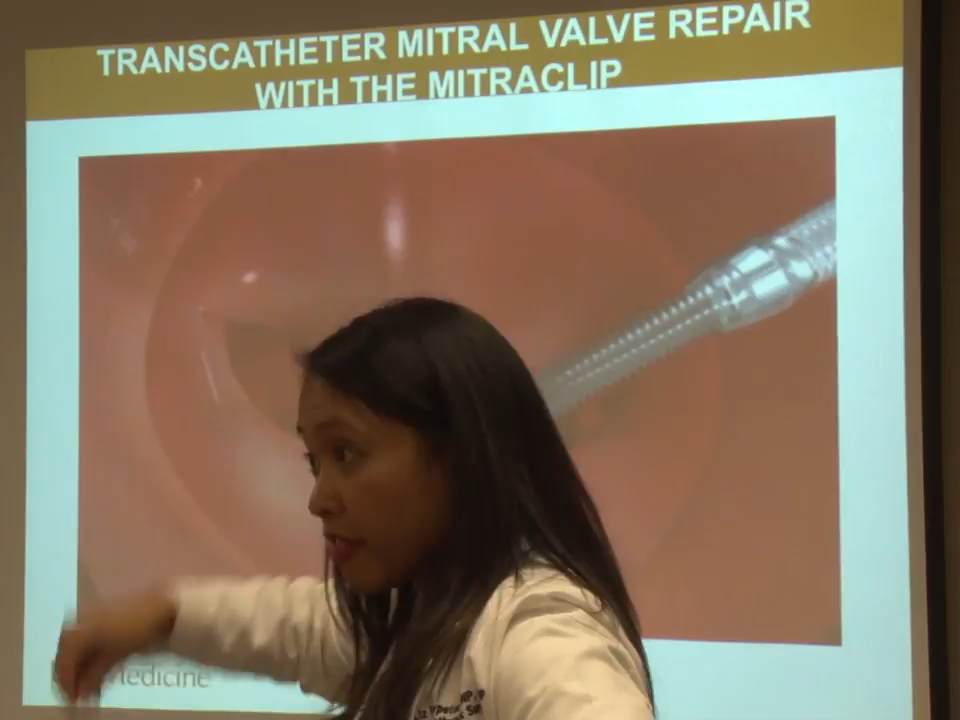 TRANSCATHETER MITRAL VALVE REPAIR
WITH THE MITRACLIP
Medicine